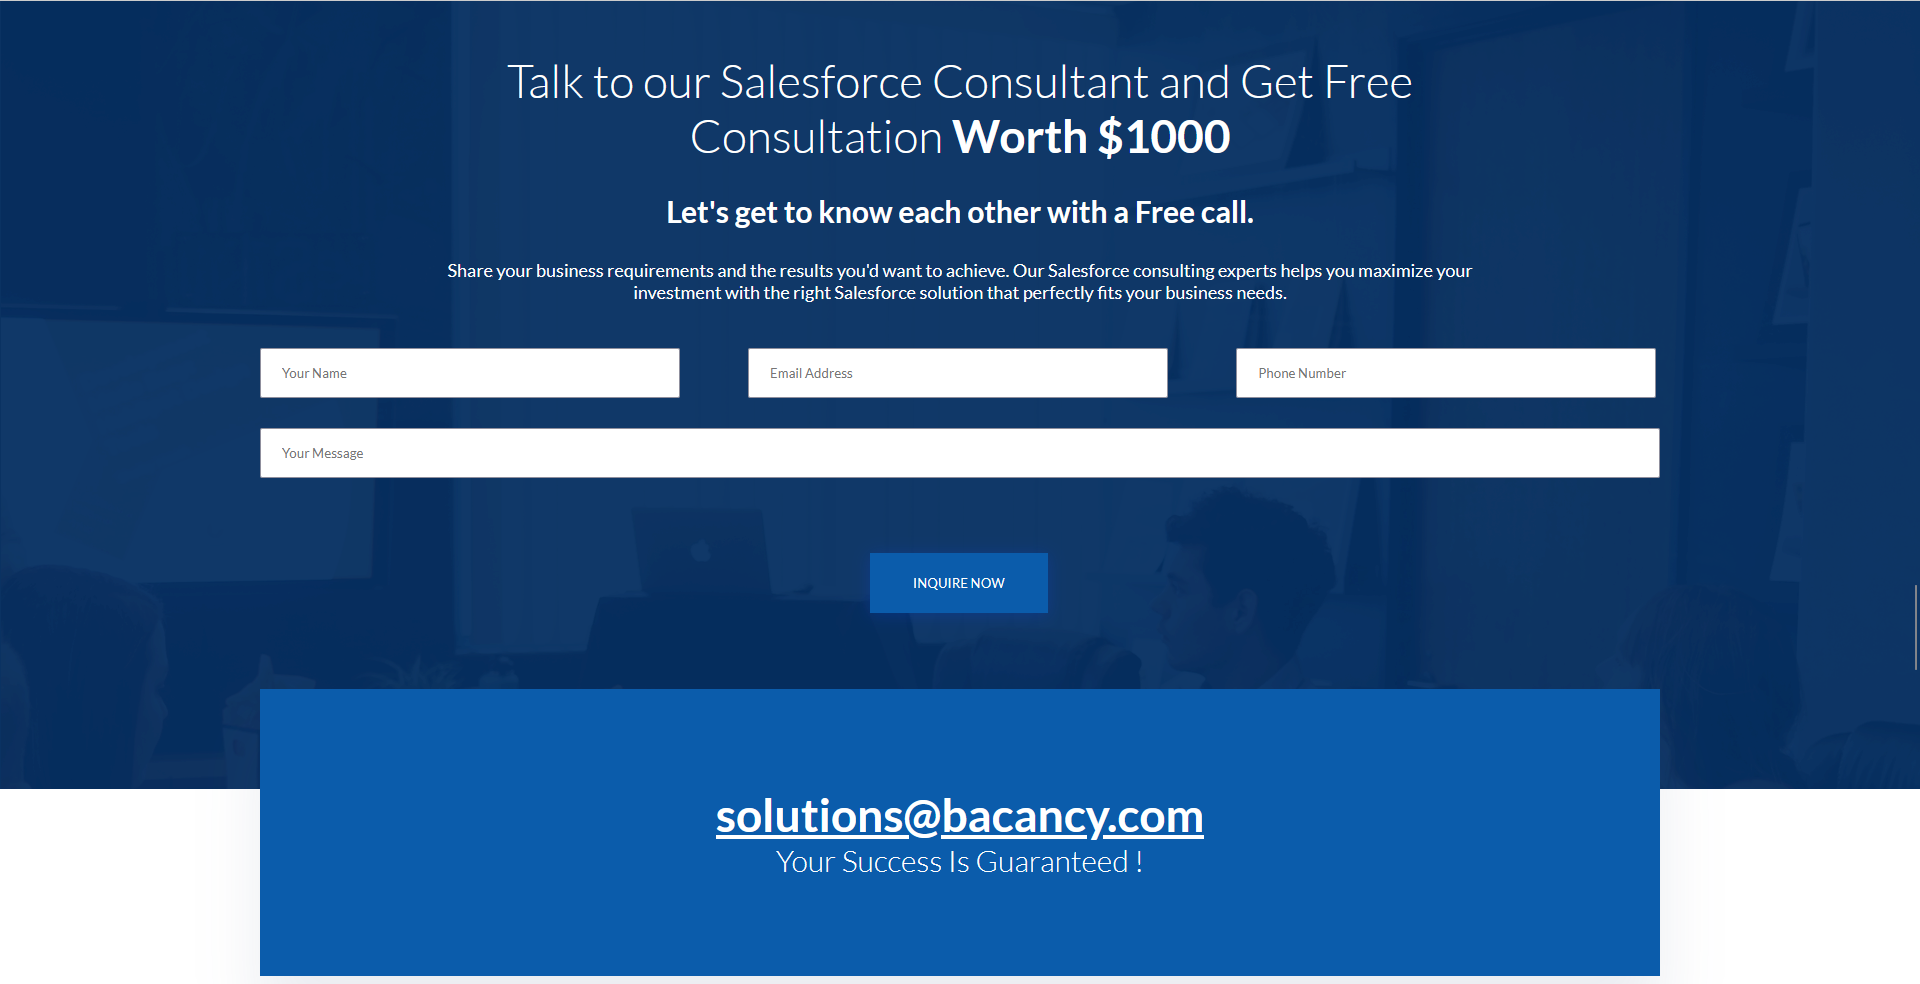 Talk to our Salesforce Consultant and Get Free
Consultation Worth $1000
Let's get to know each other with a Free call.
Share your business requirements and the results you'd want to achieve. Our Salesforce consulting experts helps you maximize your
investment with the right Salesforce solution that perfectly fits your business needs.
Your Name
Email Address
Phone Number
Your Message
INQUIRE NOW
solutions@bacancy.com
Your Success Is Guaranteed !